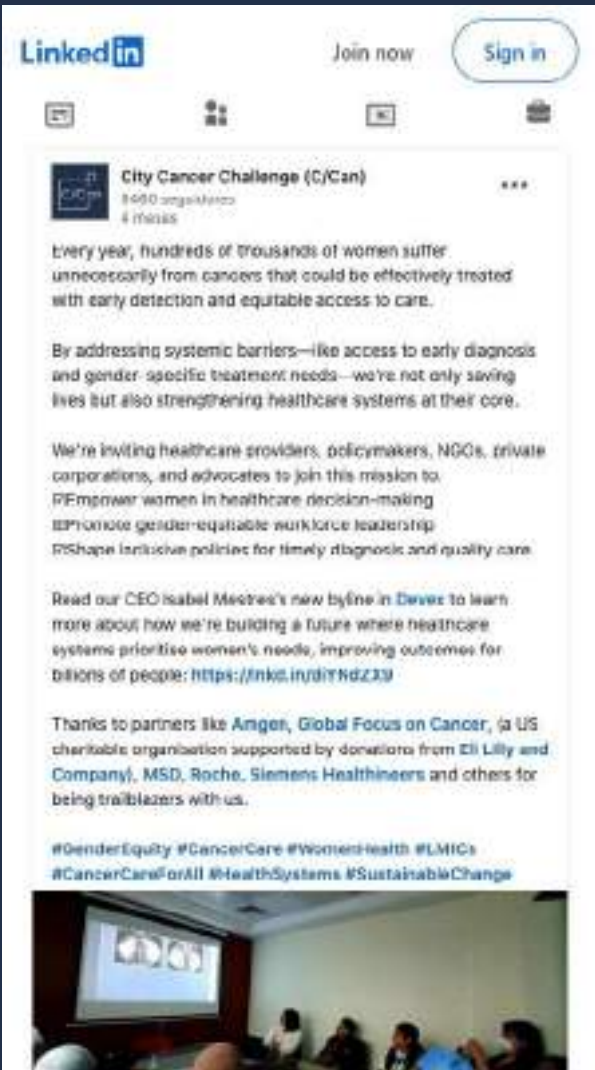 Linked in
Join now
Sign in
City Cancer Challenge (C/Can)
4 meses
Every year, hundreds of thousands of women suffer
unnecessarily from cancers that could be effectively treated
with early detection and equitable access to care.
By addressing systemic barriers—like access to early diagnosis
and gender-specific treatment needs—we're not only saving
lives but also strengthening healthcare systems at their core.
We're inviting healthcare providers, policymakers, NGOs, private
corporations, and advocates to join this mission to:
Empower women in healthcare decision-making
Promote gender-equitable workforce leadership
Shape inclusive policies for timely diagnosis and quality care
Read our CEO Isabel Mestres's new byline in Devex to learn
more about how we're building a future where healthcare
systems prioritise women's needs, improving outcomes for
billions of people:
Thanks to partners like Amgen, Global Focus on Cancer, (a US
charitable organisation supported by donations from Eli Lilly and
Company), MSD, Roche, Siemens Healthineers and others for
being trailblazers with us.
#GenderEquity #CancerCare #WomenHealth #LMICs
#CancerCareForAll #HealthSystems #SustainableChange